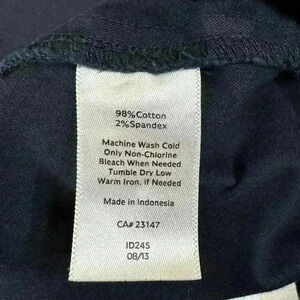 98%Cotton
2%Spandex
Machine Wash Cold
Only Non-Chlorine
Bleach When Needed
Tumble Dry Low
Warm Iron, if Needed
Made in Indonesia
CA# 23147
ID245
08/13